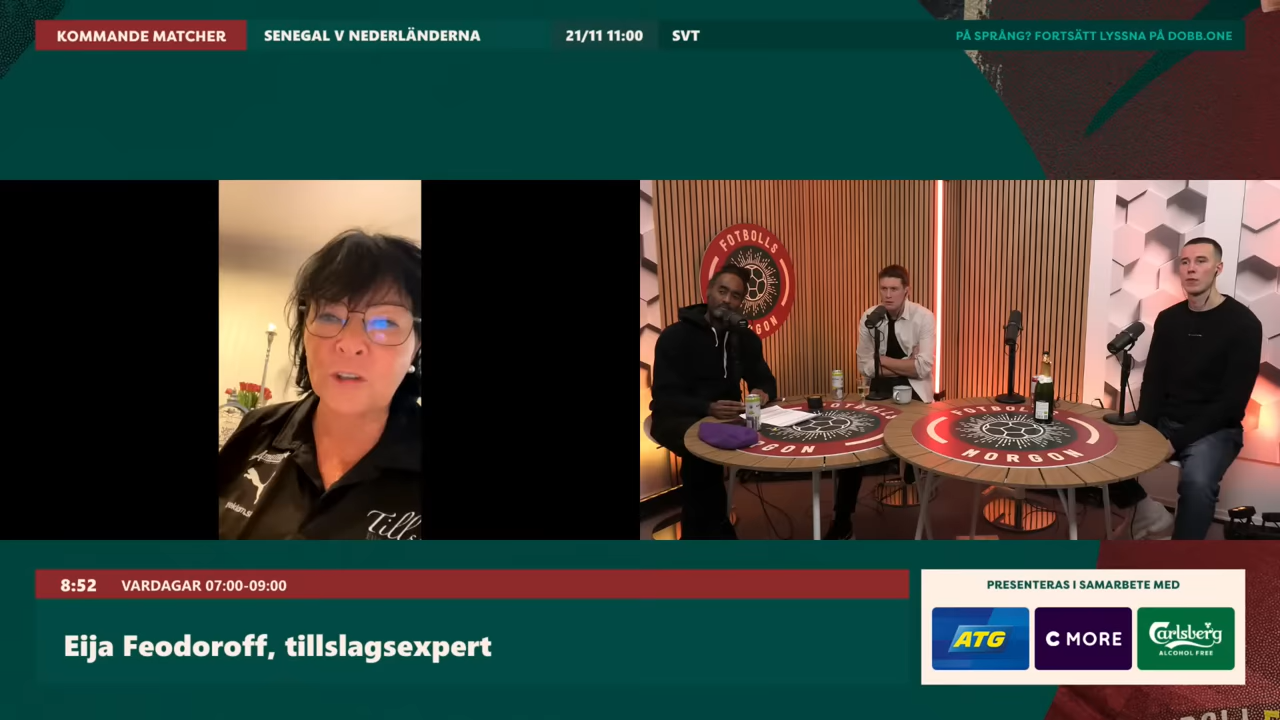 KOMMANDE MATCHER SENEGAL V NEDERLÄNDERNA 21/11 11:00 SVT PÅ SPRÅNG? FORTSÄTT LYSSNA PÅ DOBB.ONE
FOTBOLLS
MORGON
FOTBOLLS
MORGON
Tills
8:52 VARDAGAR 07:00-09:00
Eija Feodoroff, tillslagsexpert
PRESENTERAS I SAMARBETE MED
ATG
C MORE
Carlsberg
ALCOHOL FREE